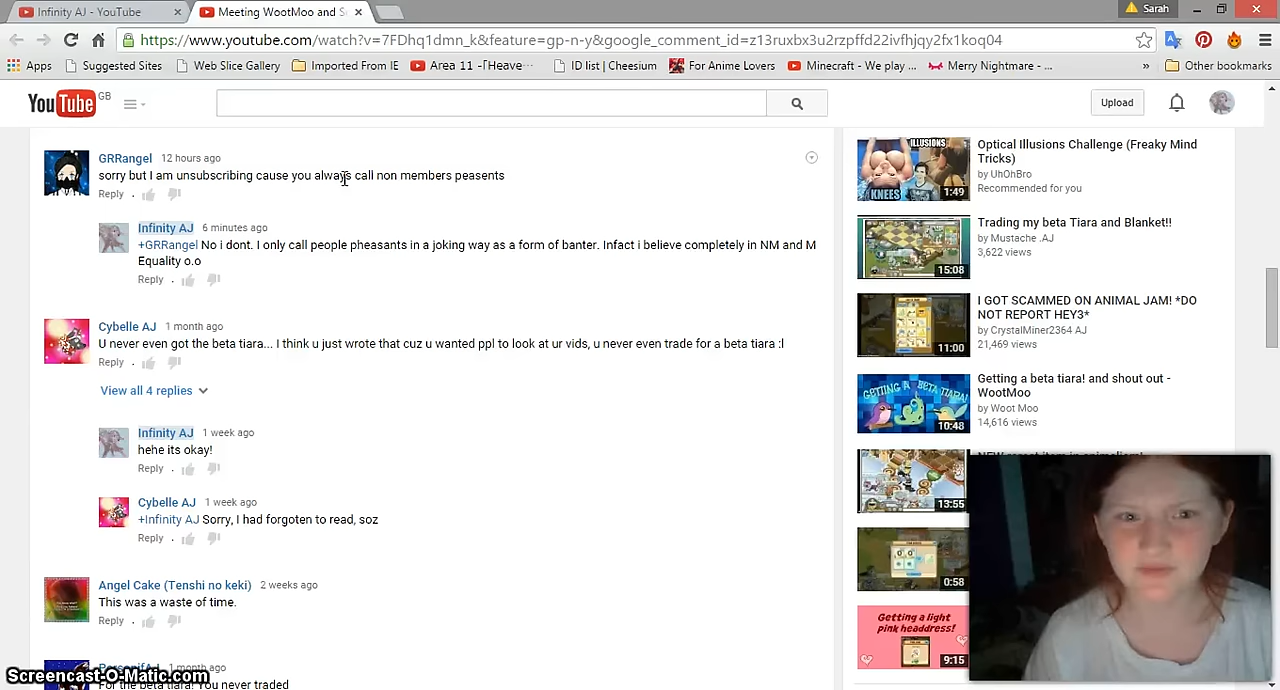 Infinity AJ - YouTube
Meeting WootMoo and S
Sarah
https://www.youtube.com/watch?v=7FDhq1dmn_k&feature=gp-n-y&google_comment_id=z13ruxbx3u2rzpffd22ivfhjqy2fx1koq04
Apps
Suggested Sites
Web Slice Gallery
Imported From IE
Area 11 -「Heave···
ID list | Cheesium
For Anime Lovers
Minecraft - We play ...
Merry Nightmare - ...
»
Other bookmarks
YouTube GB
Upload
GRRangel 12 hours ago
sorry but I am unsubscribing cause you always call non members peasents
Reply
Infinity AJ 6 minutes ago
+GRRangel No i dont. I only call people pheasants in a joking way as a form of banter. Infact i believe completely in NM and M
Equality o.o
Reply
Cybelle AJ 1 month ago
U never even got the beta tiara... I think u just wrote that cuz u wanted ppl to look at ur vids, u never even trade for a beta tiara :l
Reply
View all 4 replies
Infinity AJ 1 week ago
hehe its okay!
Reply
Cybelle AJ 1 week ago
+Infinity AJ Sorry, I had forgoten to read, soz
Reply
Angel Cake (Tenshi no keki) 2 weeks ago
This was a waste of time.
Reply
PersonifAJ 1 month ago
For the beta tiara! You never traded
Screencast-O-Matic.com
ILLUSIONS
KNEES
1:49
Optical Illusions Challenge (Freaky Mind
Tricks)
by UhOhBro
Recommended for you
15:08
Trading my beta Tiara and Blanket!!
by Mustache .AJ
3,622 views
11:00
I GOT SCAMMED ON ANIMAL JAM! *DO
NOT REPORT HEY3*
by CrystalMiner2364 AJ
21,469 views
GETTING A BETA TIARA!
10:48
Getting a beta tiara! and shout out -
WootMoo
by Woot Moo
14,616 views
13:55
0:58
Getting a light
pink headdress!
9:15